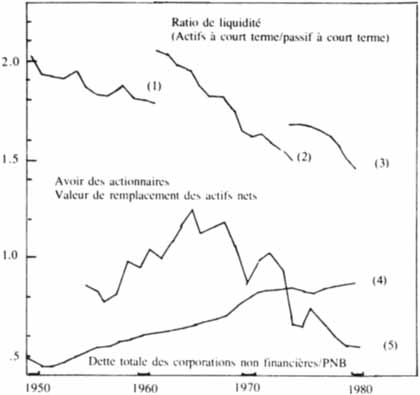 Ratio de liquidité
(Actifs à court terme/passif à court terme)
2.0
(1)
1.5
(2)
(3)
Avoir des actionnaires
Valeur de remplacement des actifs nets
1.0
(4)
(5)
.5
Dette totale des corporations non financières/PNB
1950
1960
1970
1980